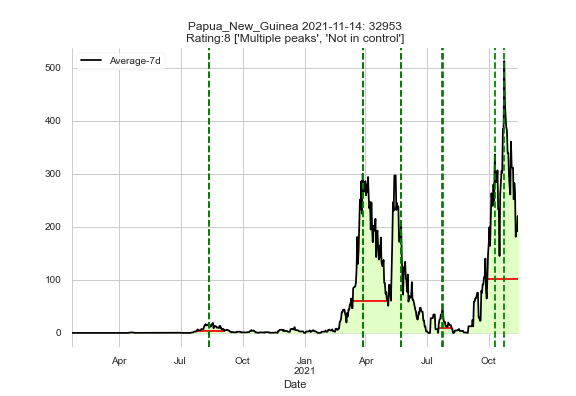 Papua_New_Guinea 2021-11-14: 32953
Rating:8 ['Multiple peaks', 'Not in control']
Average-7d
500
400
300
200
100
0
Apr Jul Oct Jan Apr Jul Oct
2021
Date